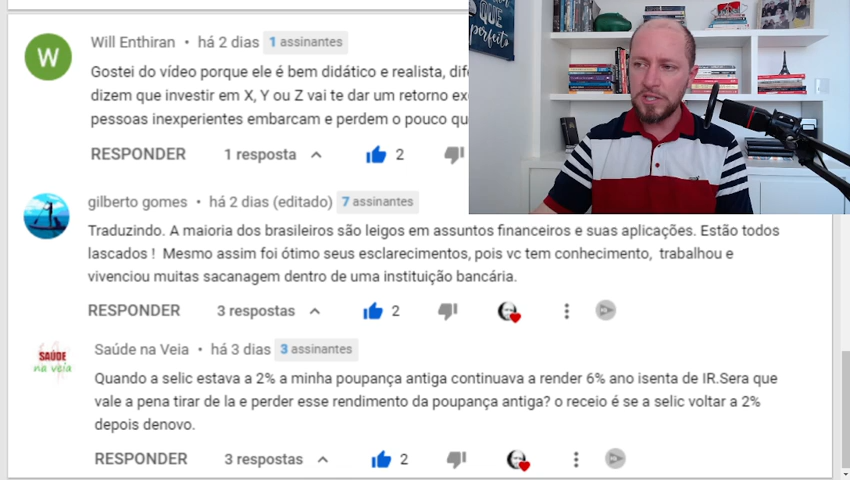 QUE
perfeito
W
Will Enthiran • há 2 dias 1 assinantes
Gostei do vídeo porque ele é bem didático e realista,
dizem que investir em X, Y ou Z vai te dar um retorno
pessoas inexperientes embarcam e perdem o pouco
RESPONDER 1 resposta 2
gilberto gomes • há 2 dias (editado) 7 assinantes
Traduzindo. A maioria dos brasileiros são leigos em assuntos financeiros e suas aplicações. Estão todos
lascados ! Mesmo assim foi ótimo seus esclarecimentos, pois vc tem conhecimento, trabalhou e
vivenciou muitas sacanagem dentro de uma instituição bancária.
RESPONDER 3 respostas 2
SAÚDE
na veia
Saúde na Veia • há 3 dias 3 assinantes
Quando a selic estava a 2% a minha poupança antiga continuava a render 6% ano isenta de IR.Sera que
vale a pena tirar de la e perder esse rendimento da poupança antiga? o receio é se a selic voltar a 2%
depois denovo.
RESPONDER 3 respostas 2